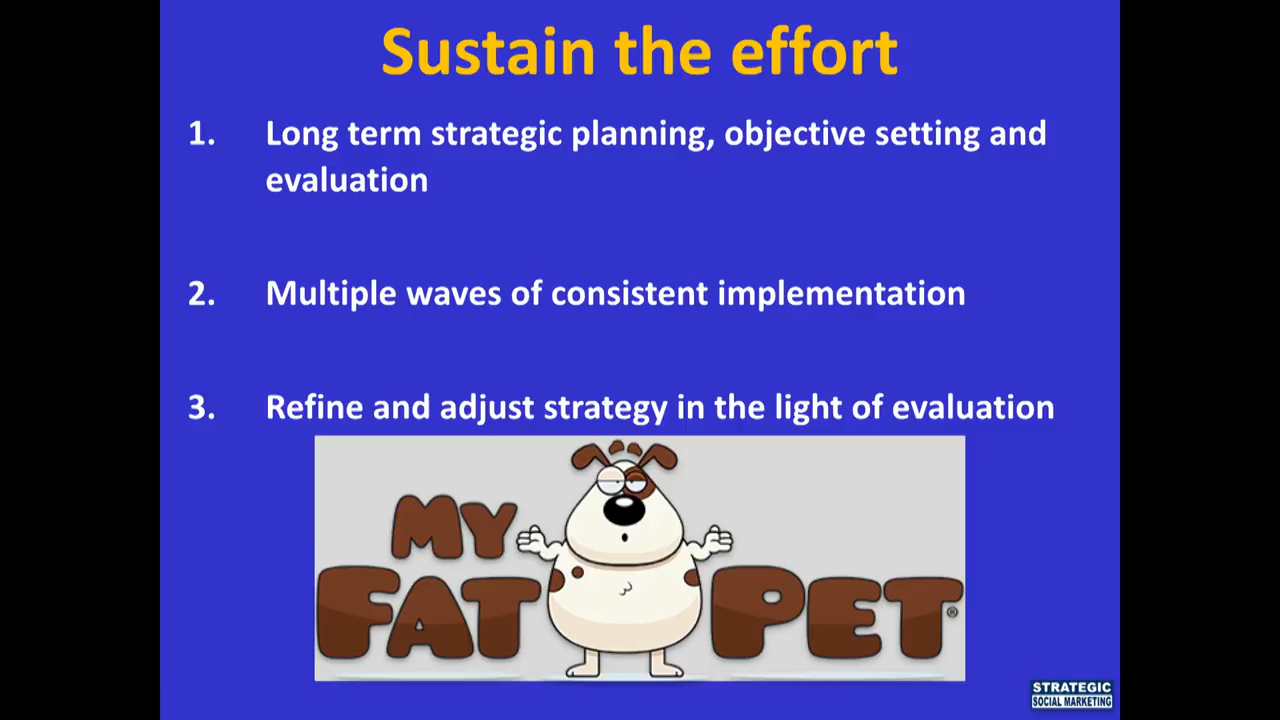 Sustain the effort
1. Long term strategic planning, objective setting and
evaluation
2. Multiple waves of consistent implementation
3. Refine and adjust strategy in the light of evaluation
MY
FAT PET®
STRATEGIC
SOCIAL MARKETING